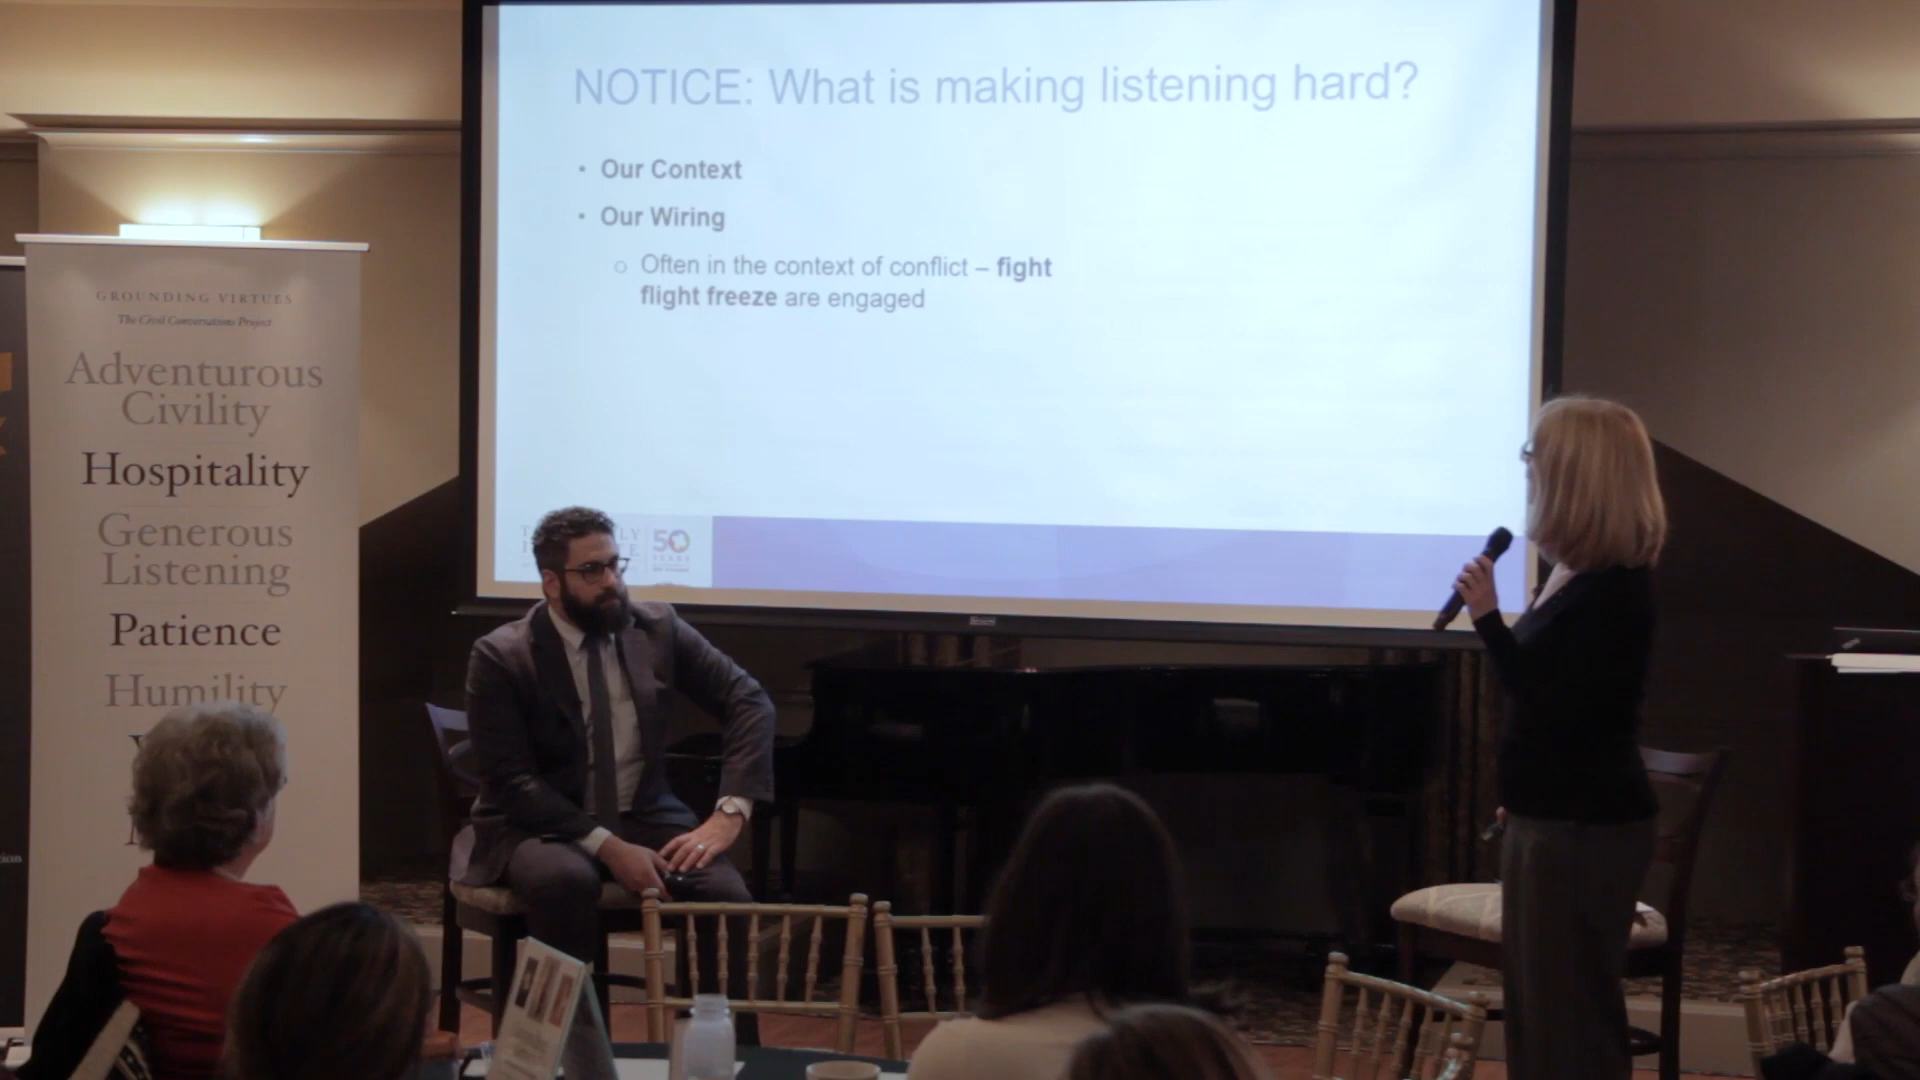 NOTICE: What is making listening hard?
• Our Context
• Our Wiring
○ Often in the context of conflict – fight
flight freeze are engaged
50
YEARS
GROUNDING VIRTUES
The Civil Conversations Project
Adventurous
Civility
Hospitality
Generous
Listening
Patience
Humility